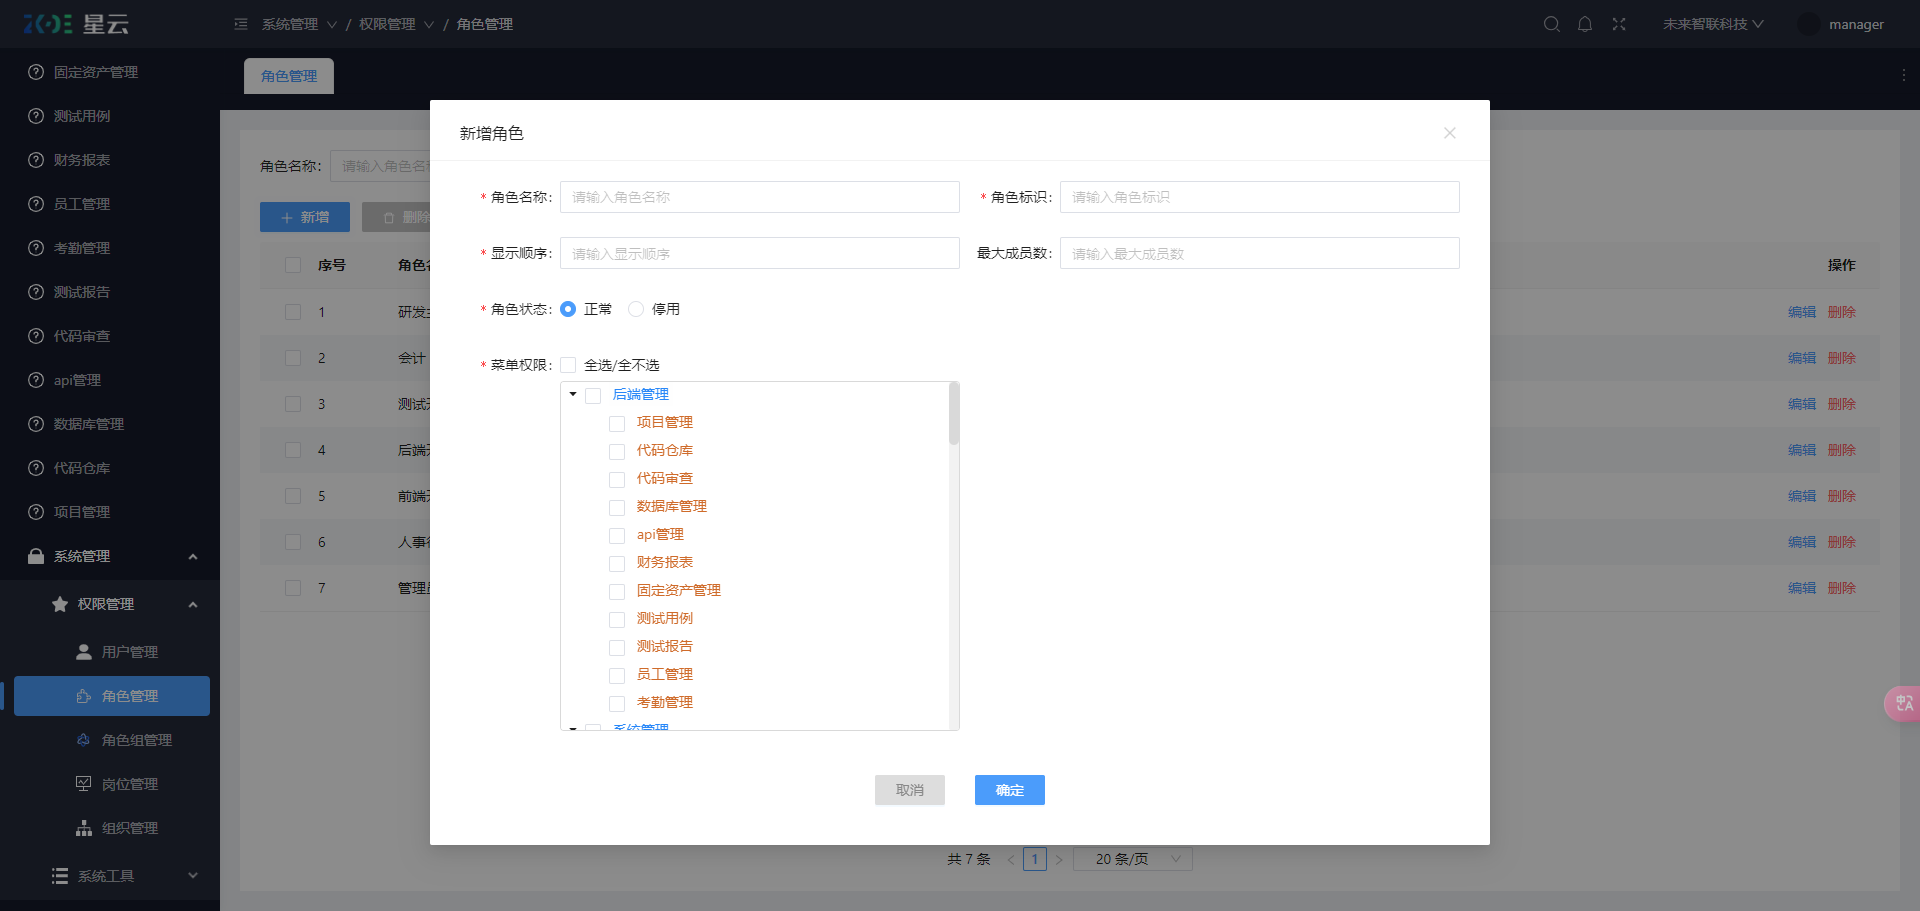 星云
系统管理 / 权限管理 / 角色管理
未来智联科技
manager
固定资产管理
测试用例
财务报表
员工管理
考勤管理
测试报告
代码审查
api管理
数据库管理
代码仓库
项目管理
系统管理
权限管理
用户管理
角色管理
角色组管理
岗位管理
组织管理
系统工具
角色管理
角色名称:
请输入角色名
新增
删除
序号 角色 操作
1 研发 编辑 删除
2 会计 编辑 删除
3 测试 编辑 删除
4 后端 编辑 删除
5 前端 编辑 删除
6 人事 编辑 删除
7 管理 编辑 删除
共 7 条 1 20 条/页
新增角色
* 角色名称: 请输入角色名称
* 角色标识: 请输入角色标识
* 显示顺序: 请输入显示顺序
最大成员数: 请输入最大成员数
* 角色状态: 正常 停用
* 菜单权限: 全选/全不选
后端管理
项目管理
代码仓库
代码审查
数据库管理
api管理
财务报表
固定资产管理
测试用例
测试报告
员工管理
考勤管理
系统管理
取消 确定